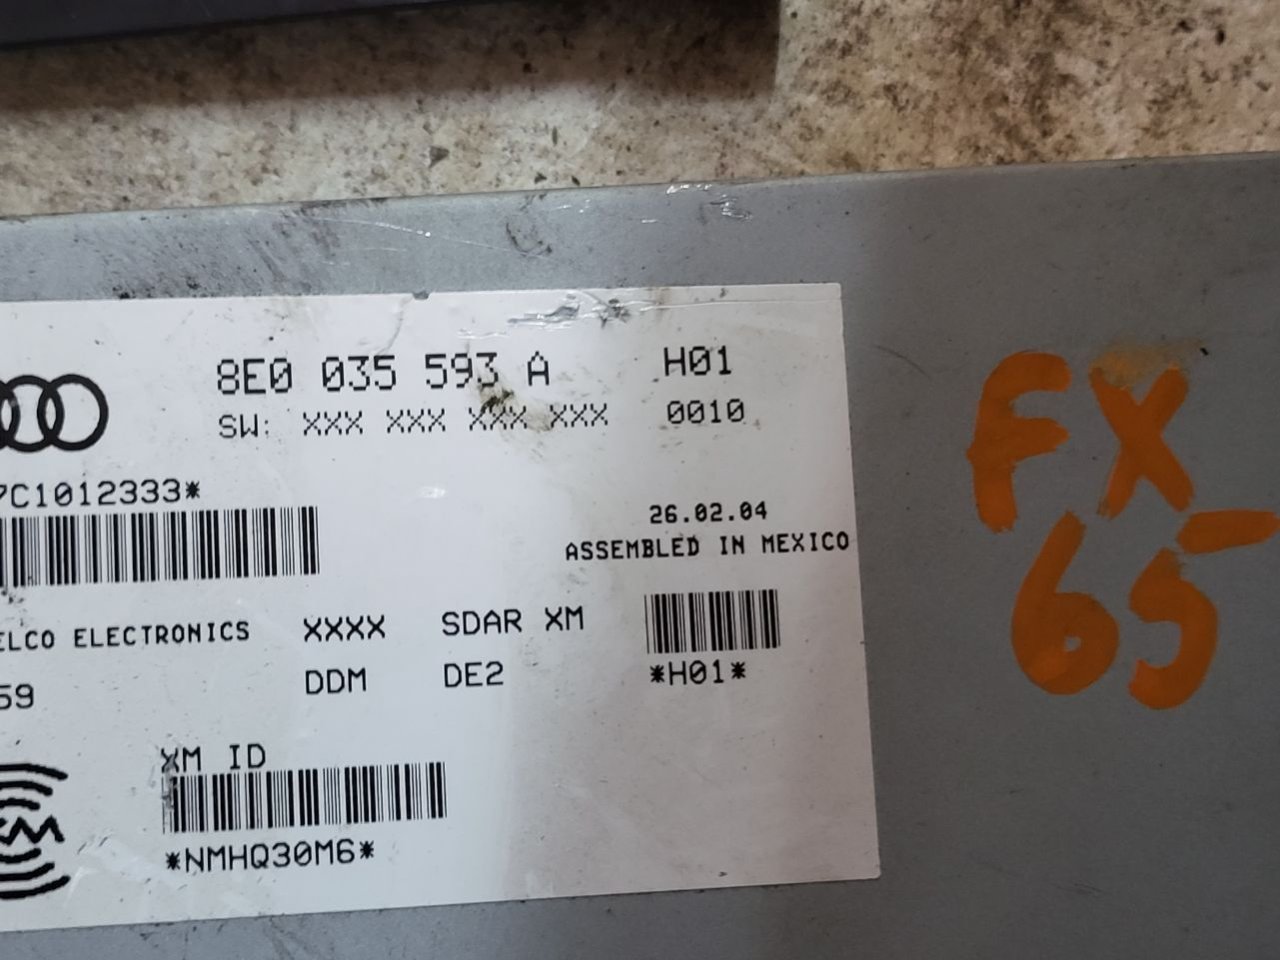 8E0 035 593 A H01
SW: XXX XXX XXX XXX 0010
7C1012333*
26.02.04
ASSEMBLED IN MEXICO
ELCO ELECTRONICS XXXX SDAR XM
59 DDM DE2 *H01*
XM ID
XM
*NMHQ30M6*
FX
65